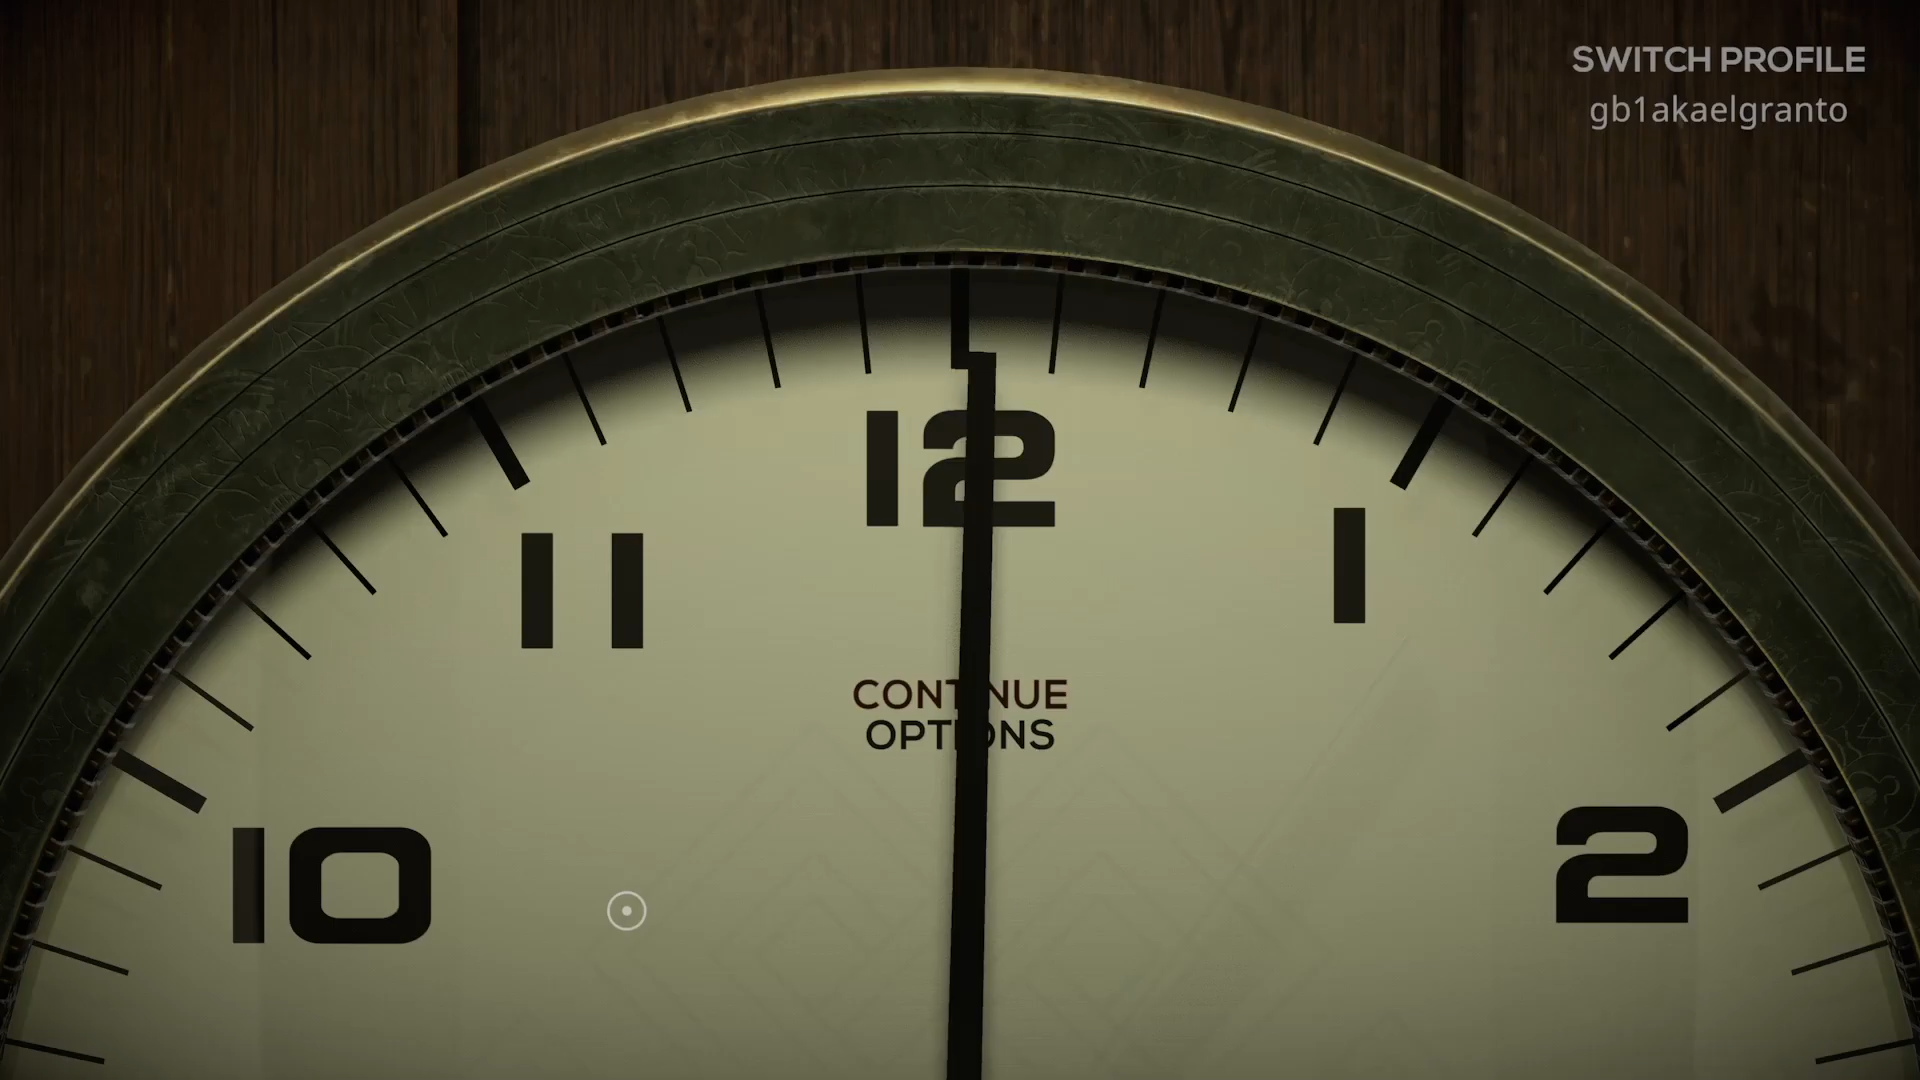 SWITCH PROFILE
gb1akaelgranto
12
11
1
CONTINUE
OPTIONS
10
2